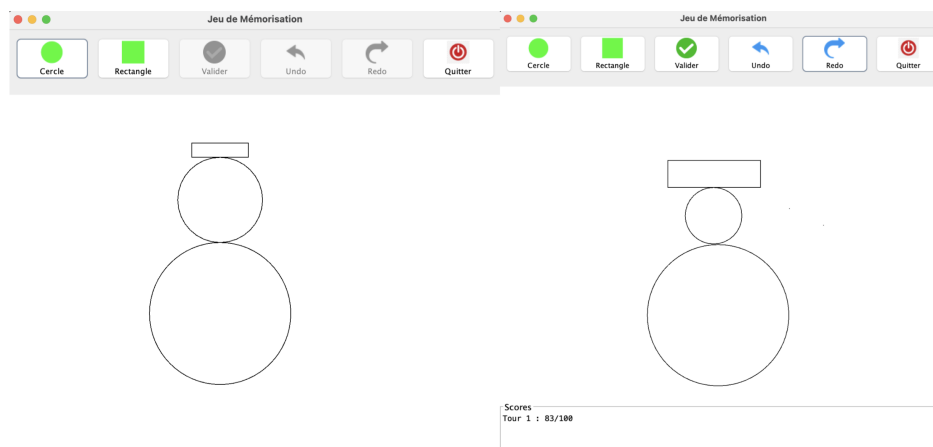 Jeu de Mémorisation
Cercle Rectangle Valider Undo Redo Quitter
Jeu de Mémorisation
Cercle Rectangle Valider Undo Redo Quitter
Scores
Tour 1 : 83/100